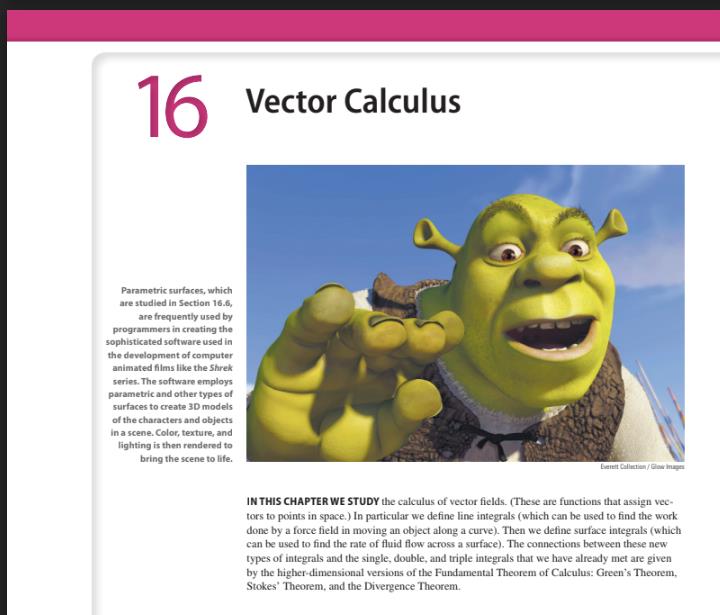 16
Vector Calculus
Parametric surfaces, which
are studied in Section 16.6,
are frequently used by
programmers in creating the
sophisticated software used in
the development of computer
animated films like the Shrek
series. The software employs
parametric and other types of
surfaces to create 3D models
of the characters and objects
in a scene. Color, texture, and
lighting is then rendered to
bring the scene to life.
Everett Collection / Glow Images
IN THIS CHAPTER WE STUDY the calculus of vector fields. (These are functions that assign vec-
tors to points in space.) In particular we define line integrals (which can be used to find the work
done by a force field in moving an object along a curve). Then we define surface integrals (which
can be used to find the rate of fluid flow across a surface). The connections between these new
types of integrals and the single, double, and triple integrals that we have already met are given
by the higher-dimensional versions of the Fundamental Theorem of Calculus: Green's Theorem,
Stokes' Theorem, and the Divergence Theorem.